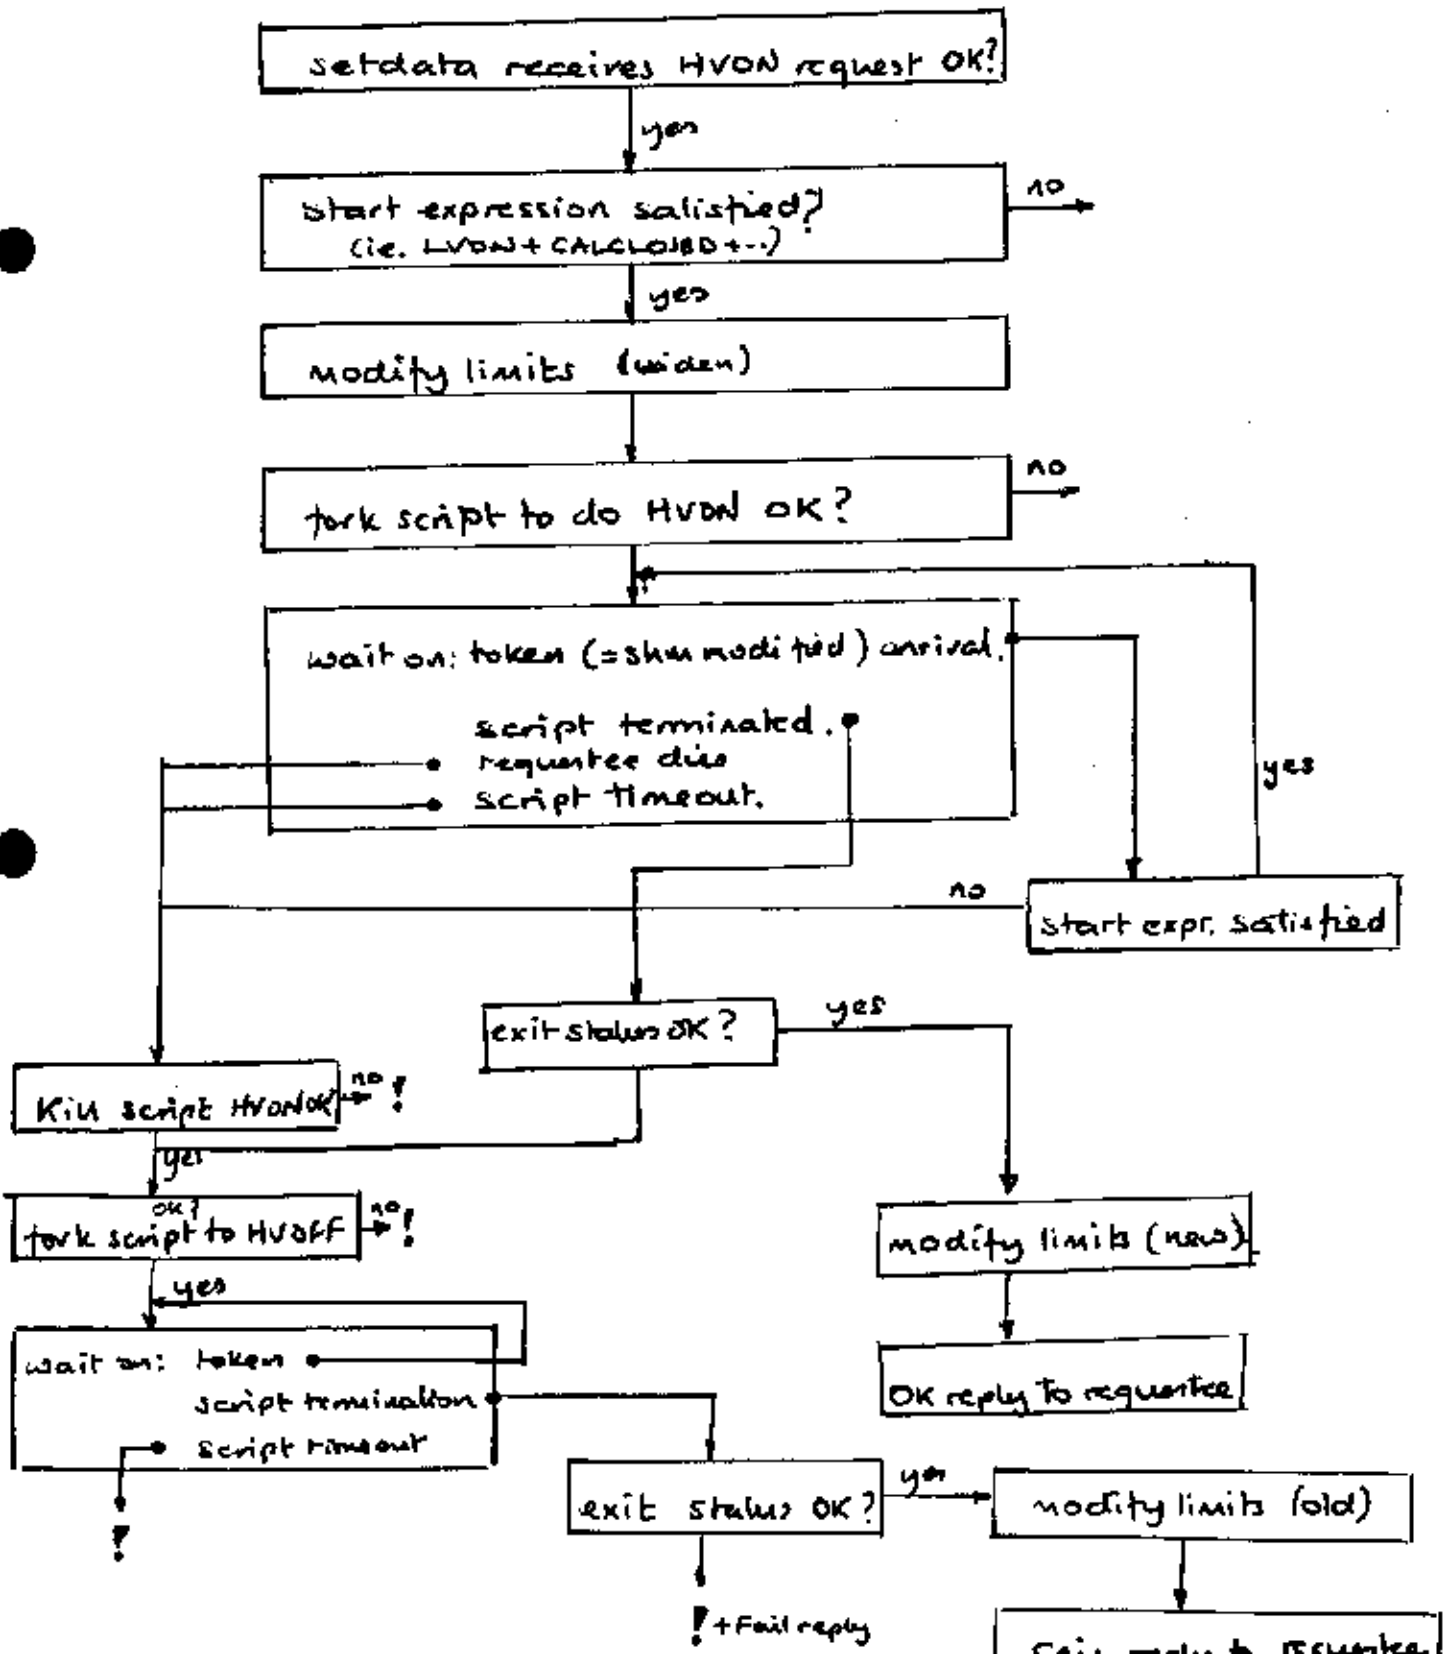 setdata receives HVON request OK?
yes
start expression satisfied?
no
(ie. LVON + CALCLOSED + ..)
yes
modify limits (widen)
fork script to do HVON OK?
no
wait on: token (= shm modified) arrival.
script terminated.
requestee dies
script timeout.
yes
no
start expr. satisfied
exit status OK?
yes
Kill script HVON OK
no !
yes
OK?
fork script to HVOFF
no !
modify limits (new)
yes
wait on: token
script termination
script timeout
OK reply to requestee
!
exit status OK?
yes
modify limits (old)
! + Fail reply
reply to requestee